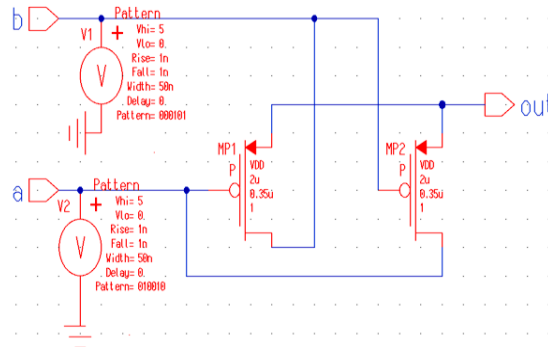 b
Pattern
V1
Vhi= 5
Vlo= 0.
Rise= 1n
Fall= 1n
Width= 50n
Delay= 0.
Pattern= 000101
V
out
MP1
P
VDD
2u
0.35u
1
MP2
P
VDD
2u
0.35u
1
a
Pattern
V2
Vhi= 5
Vlo= 0.
Rise= 1n
Fall= 1n
Width= 50n
Delay= 0.
Pattern= 010010
V